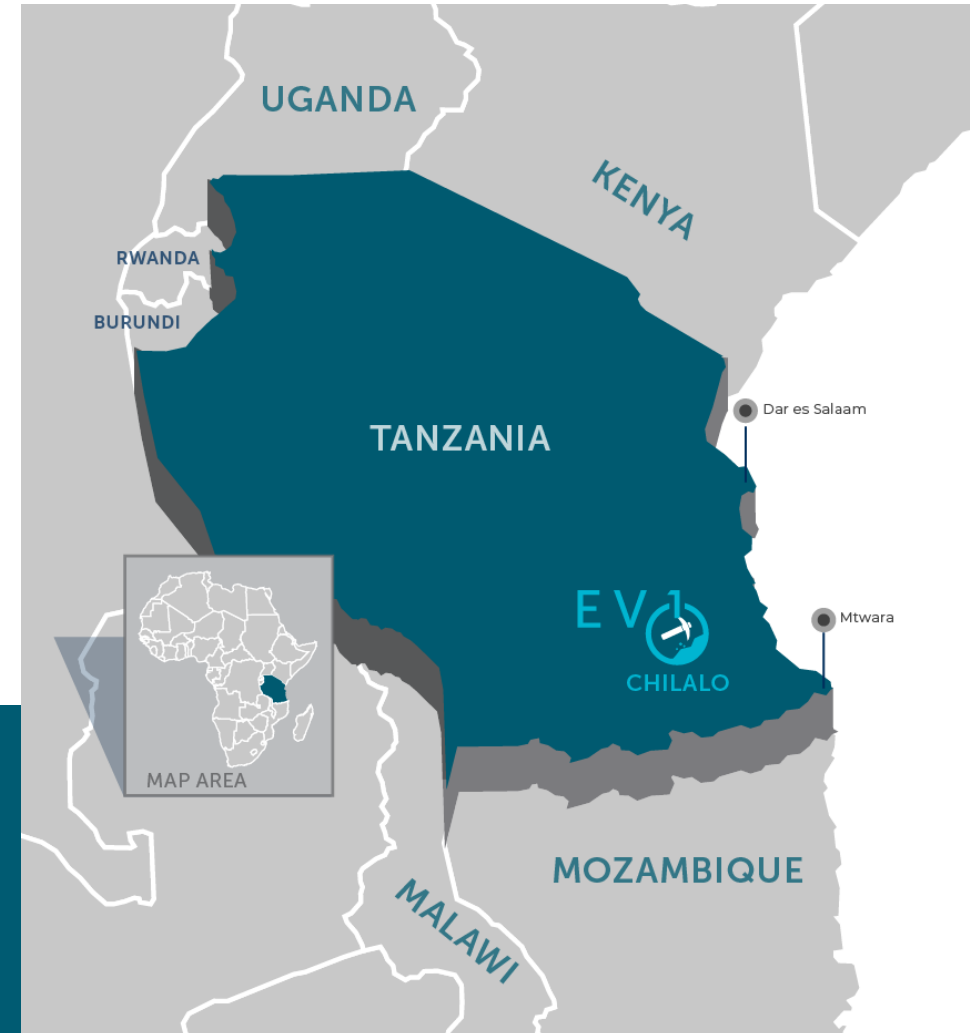 UGANDA
KENYA
RWANDA
BURUNDI
TANZANIA
Dar es Salaam
EV1
CHILALO
Mtwara
MAP AREA
MOZAMBIQUE
MALAWI